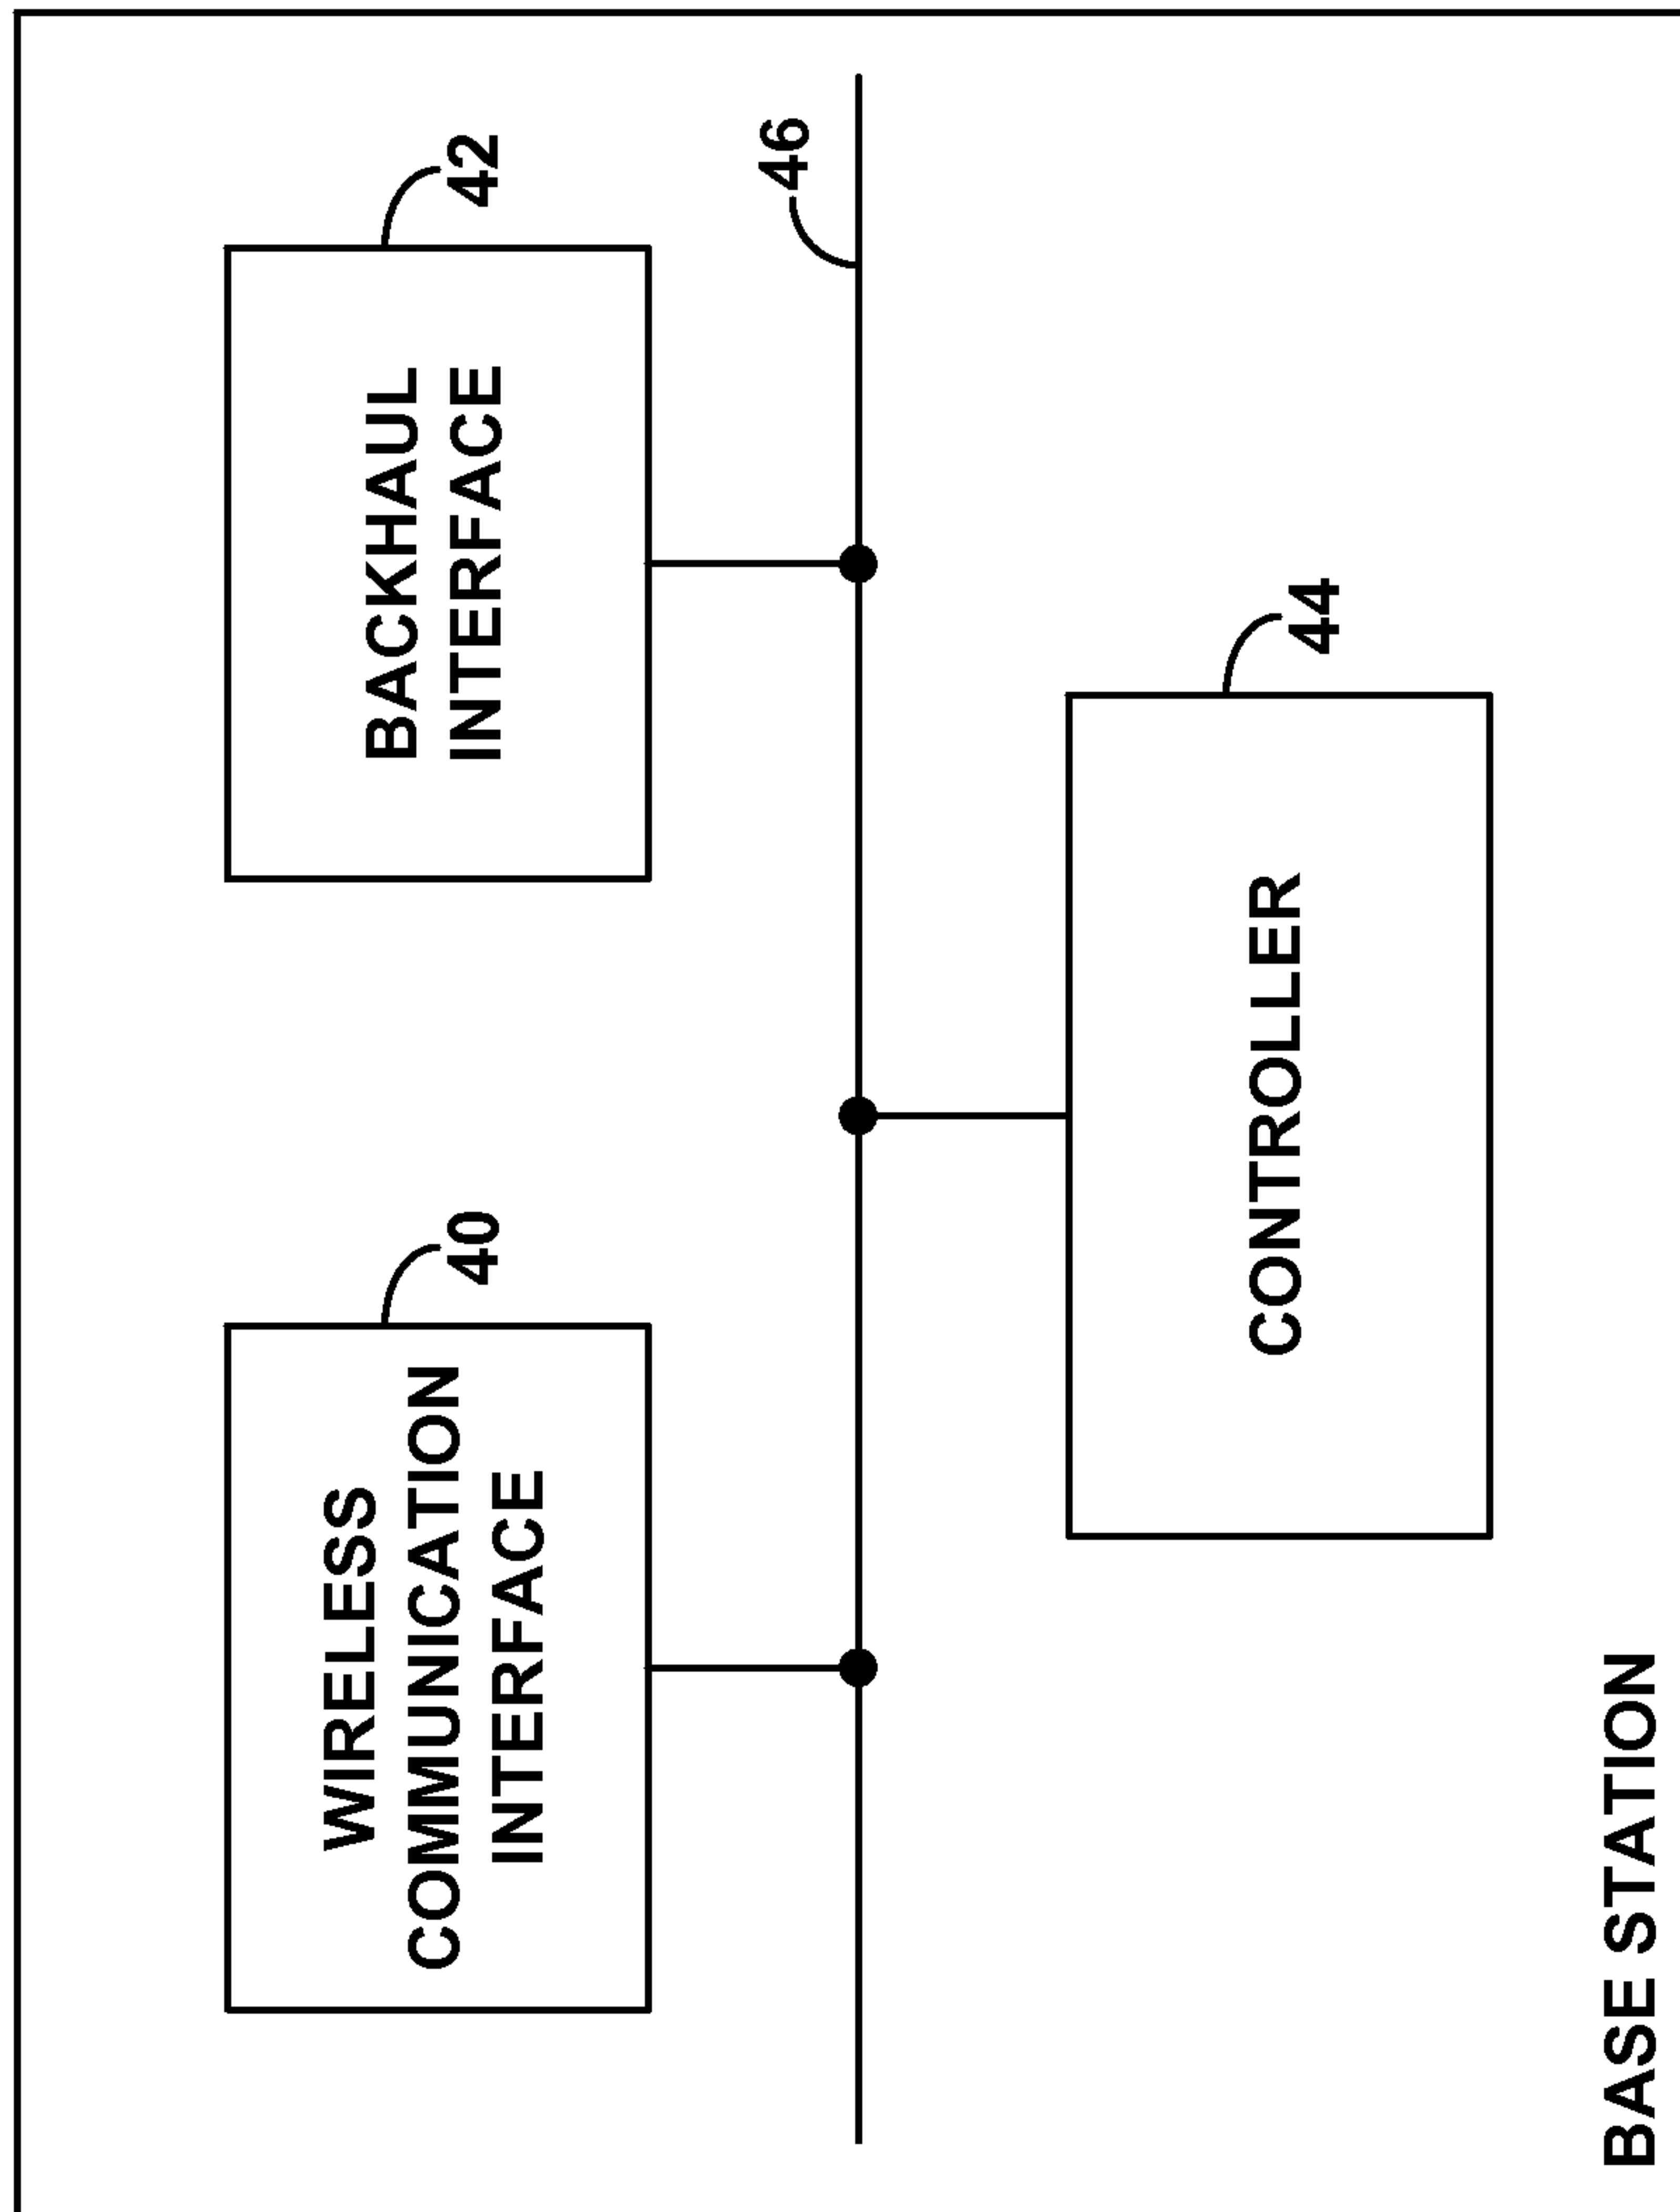 WIRELESS
COMMUNICATION
INTERFACE
40
BACKHAUL
INTERFACE
42
46
CONTROLLER
44
BASE STATION